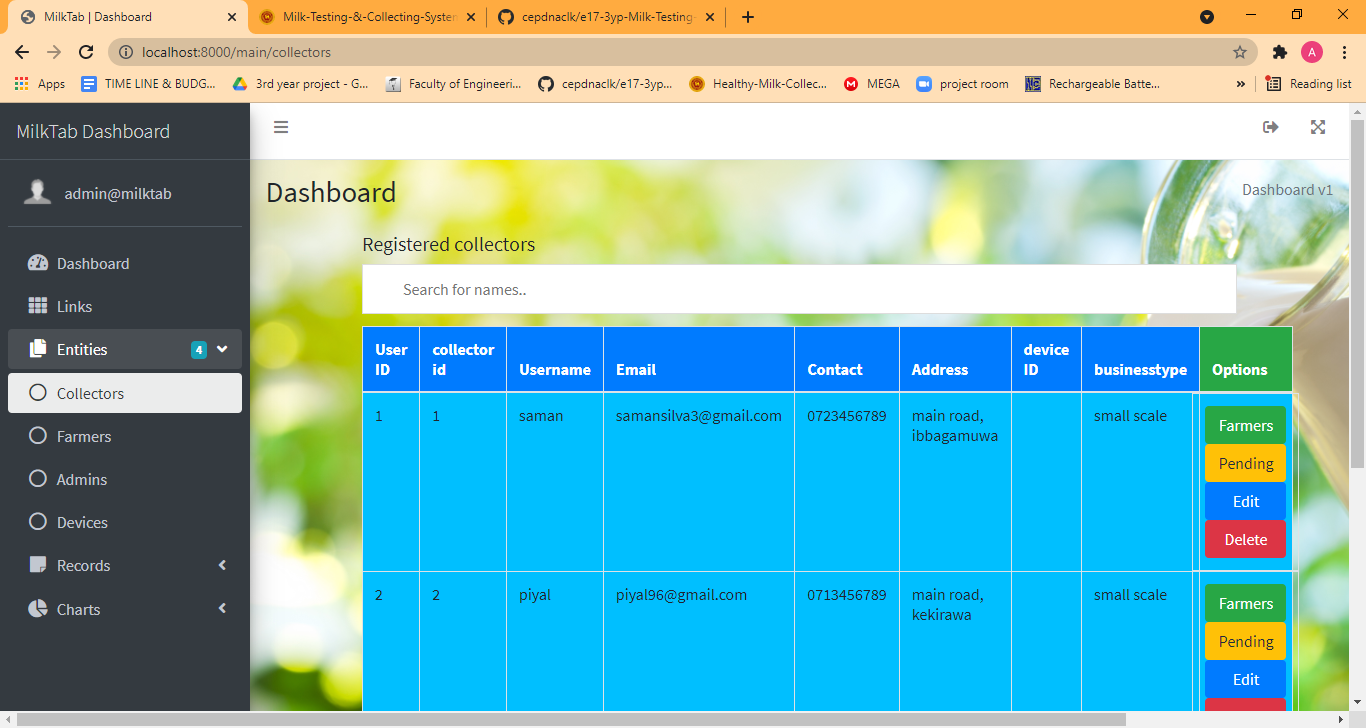 MilkTab | Dashboard
Milk-Testing-&-Collecting-System
cepdnaclk/e17-3yp-Milk-Testing-
localhost:8000/main/collectors
A
Apps
TIME LINE & BUDG...
3rd year project - G...
Faculty of Engineeri...
cepdnaclk/e17-3yp...
Healthy-Milk-Collec...
MEGA
project room
Rechargeable Batte...
»
Reading list
MilkTab Dashboard
admin@milktab
Dashboard
Links
Entities 4
Collectors
Farmers
Admins
Devices
Records
Charts
Dashboard
Dashboard v1
Registered collectors
Search for names..
User ID collector id Username Email Contact Address device ID businesstype Options
1 1 saman samansilva3@gmail.com 0723456789 main road, ibbagamuwa small scale
Farmers
Pending
Edit
Delete
2 2 piyal piyal96@gmail.com 0713456789 main road, kekirawa small scale
Farmers
Pending
Edit